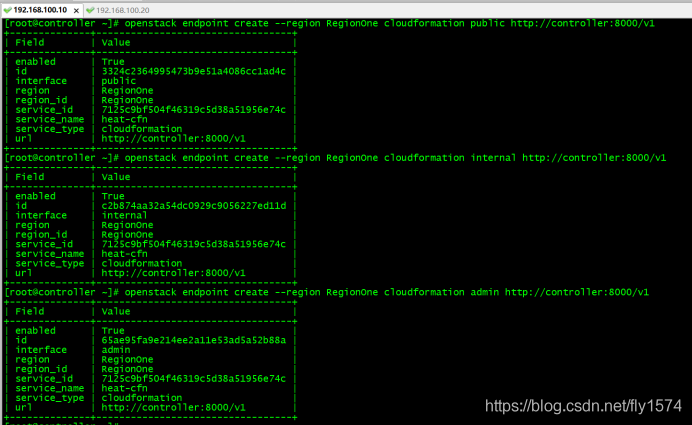 192.168.100.10 × 192.168.100.20
[root@controller ~]# openstack endpoint create --region RegionOne cloudformation public http://controller:8000/v1
+--------------+----------------------------------+
| Field | Value |
+--------------+----------------------------------+
| enabled | True
| id | 3324c2364995473b9e51a4086cc1ad4c
| interface | public
| region | RegionOne
| region_id | RegionOne
| service_id | 7125c9bf504f46319c5d38a51956e74c
| service_name | heat-cfn
| service_type | cloudformation
| url | http://controller:8000/v1
+--------------+----------------------------------+
[root@controller ~]# openstack endpoint create --region RegionOne cloudformation internal http://controller:8000/v1
+--------------+----------------------------------+
| Field | Value |
+--------------+----------------------------------+
| enabled | True
| id | c2b874aa32a54dc0929c9056227ed11d
| interface | internal
| region | RegionOne
| region_id | RegionOne
| service_id | 7125c9bf504f46319c5d38a51956e74c
| service_name | heat-cfn
| service_type | cloudformation
| url | http://controller:8000/v1
+--------------+----------------------------------+
[root@controller ~]# openstack endpoint create --region RegionOne cloudformation admin http://controller:8000/v1
+--------------+----------------------------------+
| Field | Value |
+--------------+----------------------------------+
| enabled | True
| id | 65ae95fa9e214ee2a11e53ad5a52b88a
| interface | admin
| region | RegionOne
| region_id | RegionOne
| service_id | 7125c9bf504f46319c5d38a51956e74c
| service_name | heat-cfn
| service_type | cloudformation
| url | http://controller:8000/v1
+--------------+----------------------------------+
https://blog.csdn.net/fly1574